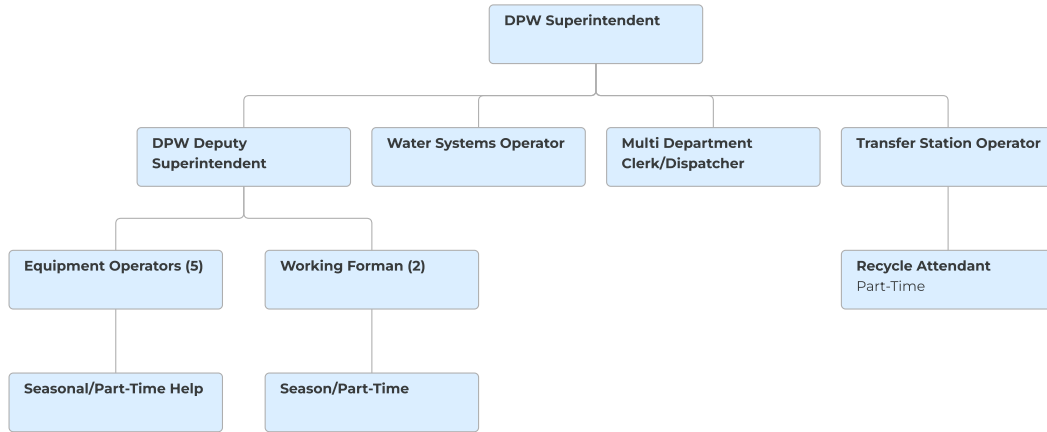 DPW Superintendent
DPW Deputy
Superintendent
Water Systems Operator
Multi Department
Clerk/Dispatcher
Transfer Station Operator
Equipment Operators (5)
Working Forman (2)
Recycle Attendant
Part-Time
Seasonal/Part-Time Help
Season/Part-Time